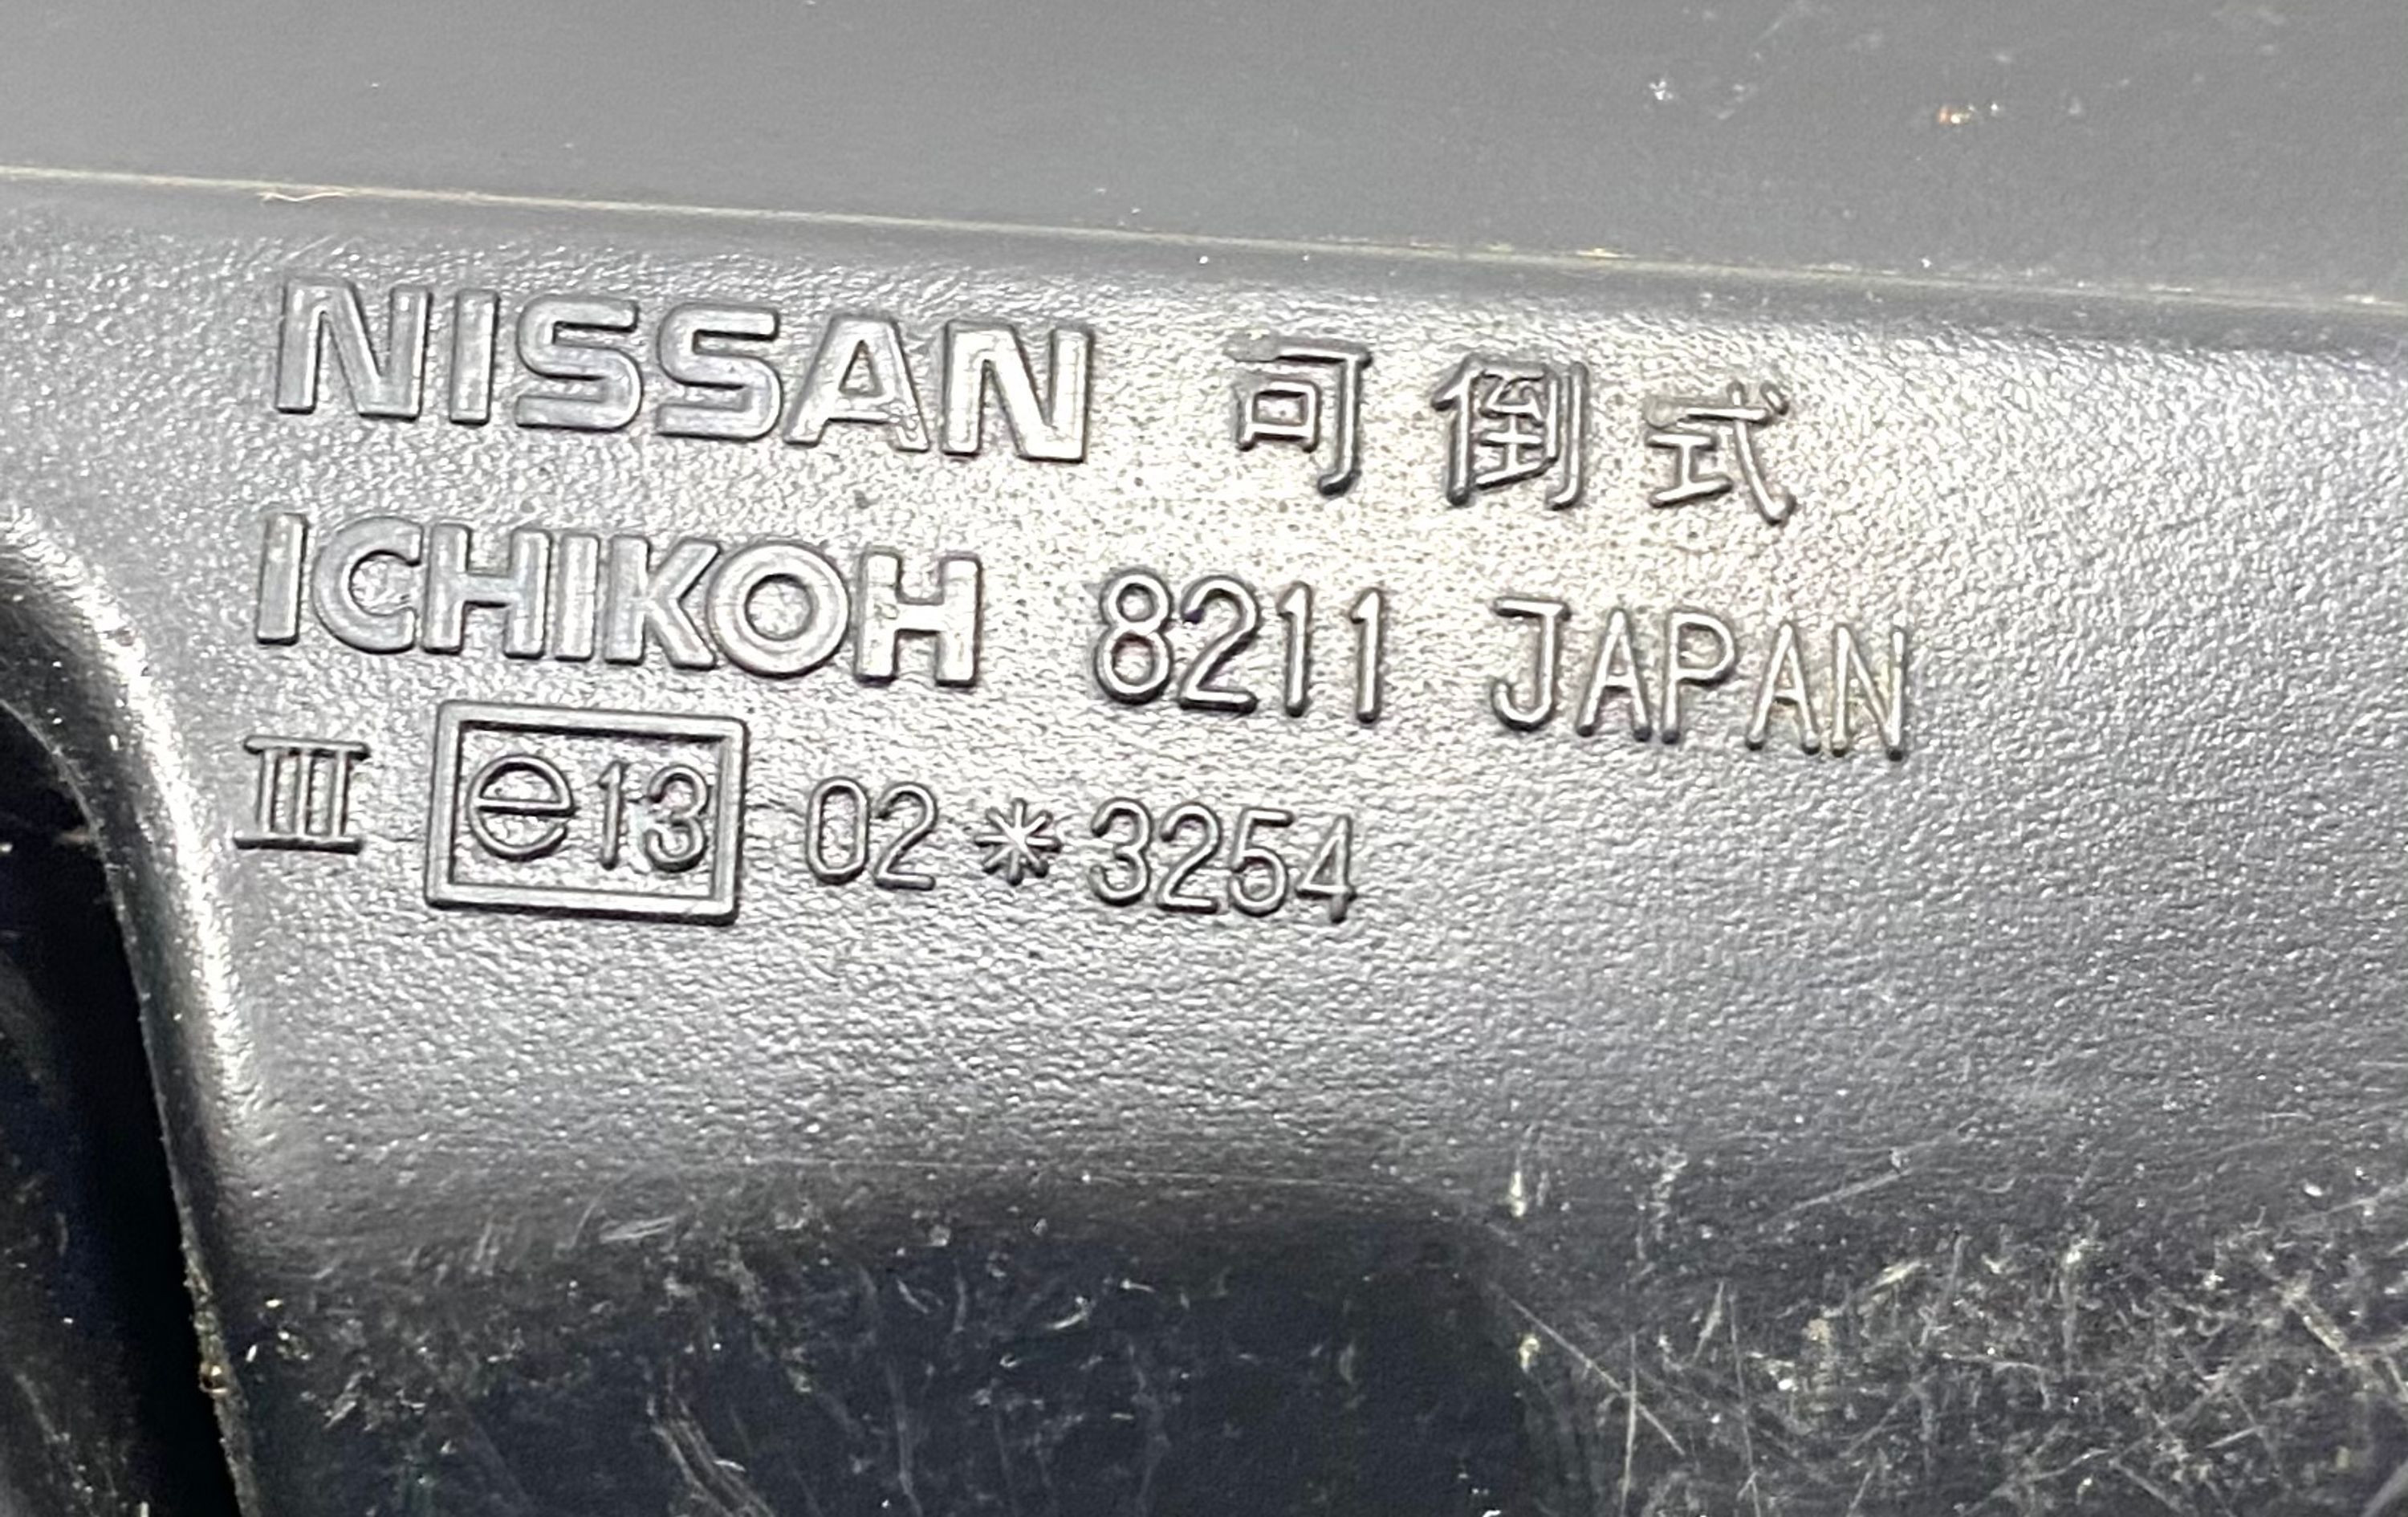 NISSAN 可倒式
ICHIKOH 8211 JAPAN
III e13 02*3254